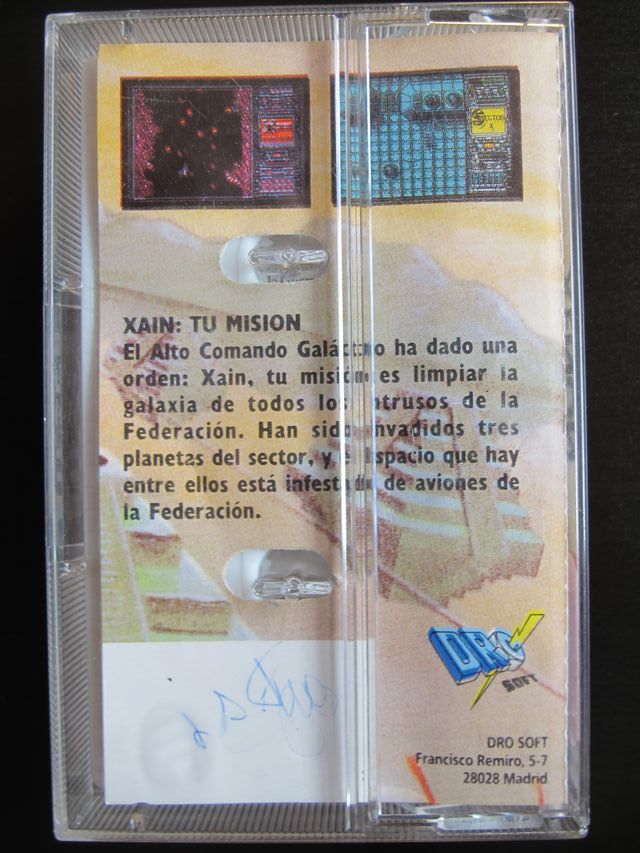 SECTOR
XAIN: TU MISION
El Alto Comando Galáctico ha dado una
orden: Xain, tu misión es limpiar la
galaxia de todos los intrusos de la
Federación. Han sido invadidos tres
planetas del sector, y el espacio que hay
entre ellos está infestado de aviones de
la Federación.
DRO
SOFT
DRO SOFT
Francisco Remiro, 5-7
28028 Madrid